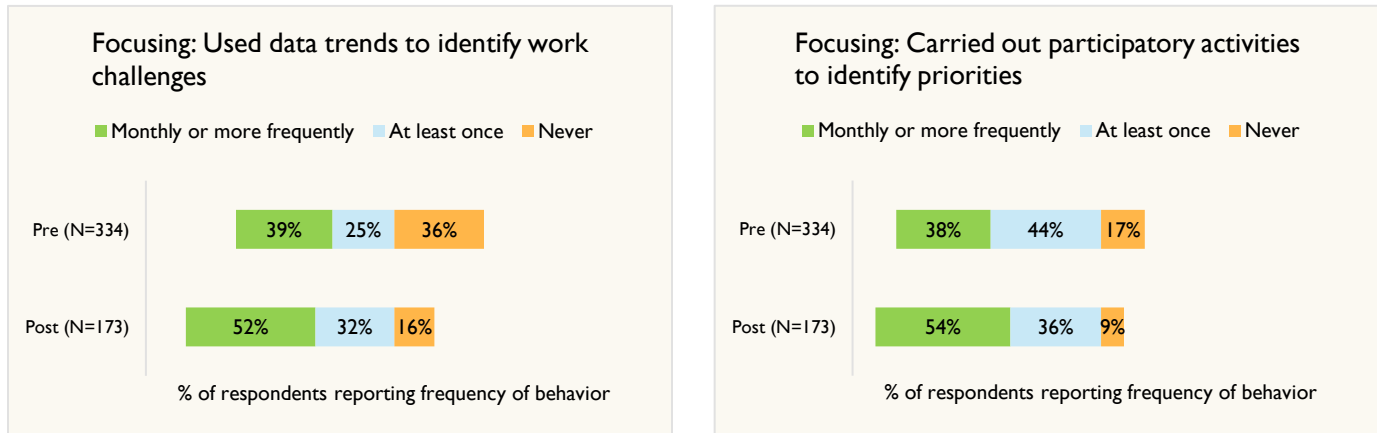 Focusing: Used data trends to identify work
challenges
Monthly or more frequently At least once Never
Pre (N=334) 39% 25% 36%
Post (N=173) 52% 32% 16%
% of respondents reporting frequency of behavior
Focusing: Carried out participatory activities
to identify priorities
Monthly or more frequently At least once Never
Pre (N=334) 38% 44% 17%
Post (N=173) 54% 36% 9%
% of respondents reporting frequency of behavior